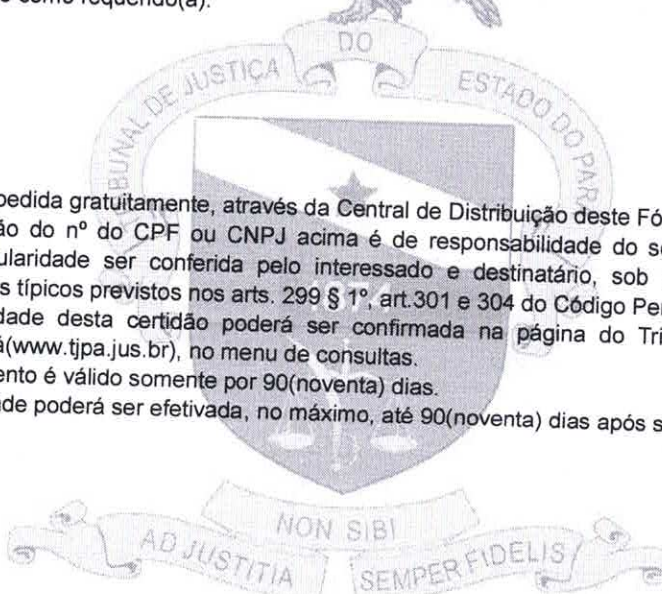 como requerido(a).
DO
TRIBUNAL DE JUSTIÇA
ESTADO DO PARÁ
pedida gratuitamente, através da Central de Distribuição deste Fó
ão do nº do CPF ou CNPJ acima é de responsabilidade do s
ularidade ser conferida pelo interessado e destinatário, sob
s típicos previstos nos arts. 299 § 1º, art.301 e 304 do Código Pe
dade desta certidão poderá ser confirmada na página do Tri
á(www.tjpa.jus.br), no menu de consultas.
ento é válido somente por 90(noventa) dias.
de poderá ser efetivada, no máximo, até 90(noventa) dias após s
1874
NON SIBI
AD JUSTITIA
SEMPER FIDELIS